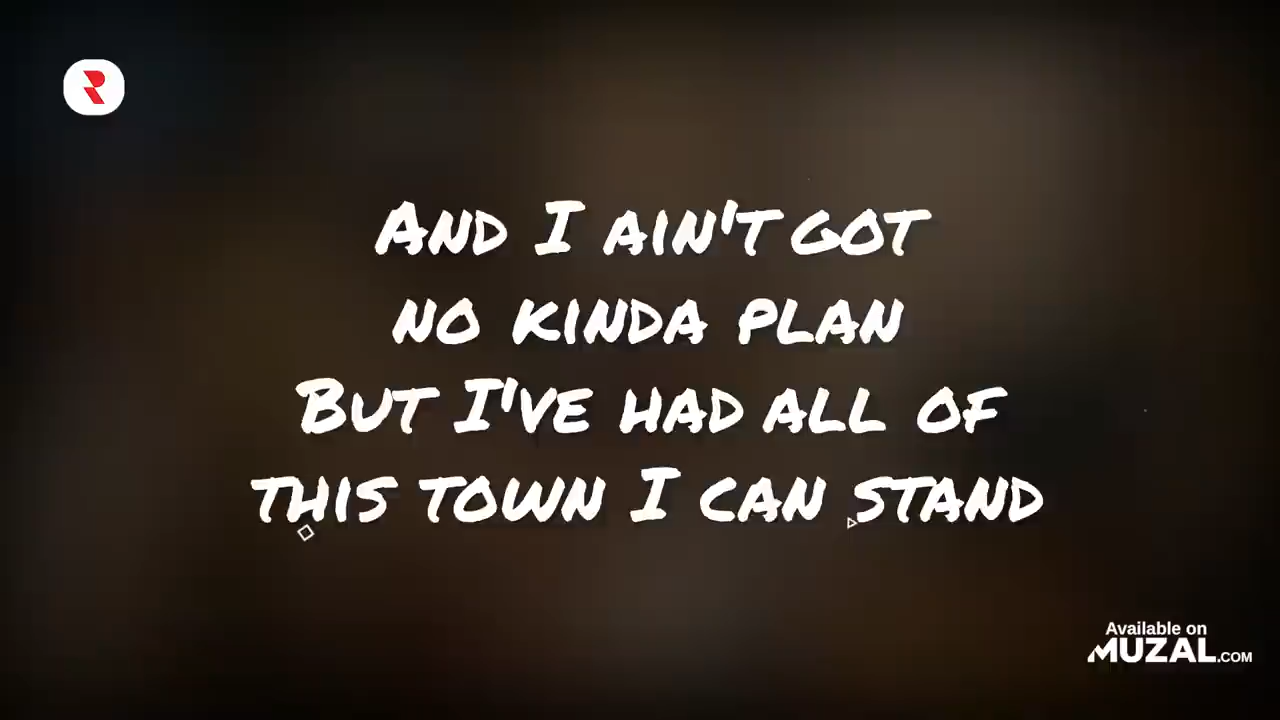 And I ain't got
no kinda plan
But I've had all of
this town I can stand
Available on
MUZAL.COM